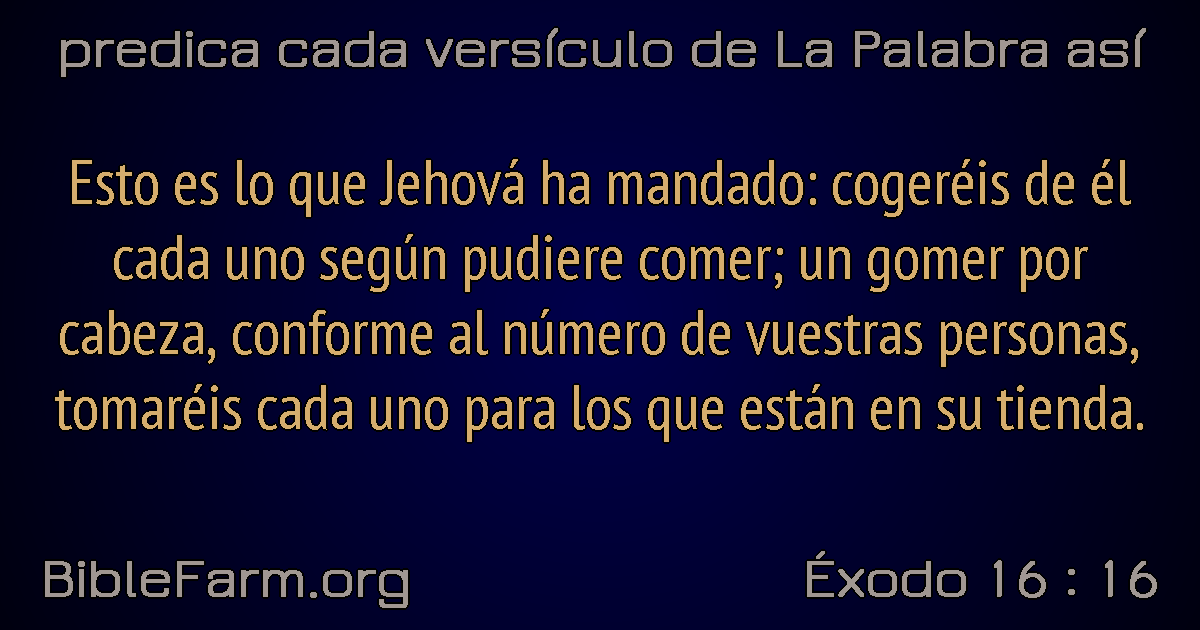 predica cada versículo de La Palabra así
Esto es lo que Jehová ha mandado: cogeréis de él
cada uno según pudiere comer; un gomer por
cabeza, conforme al número de vuestras personas,
tomaréis cada uno para los que están en su tienda.
BibleFarm.org
Éxodo 16 : 16